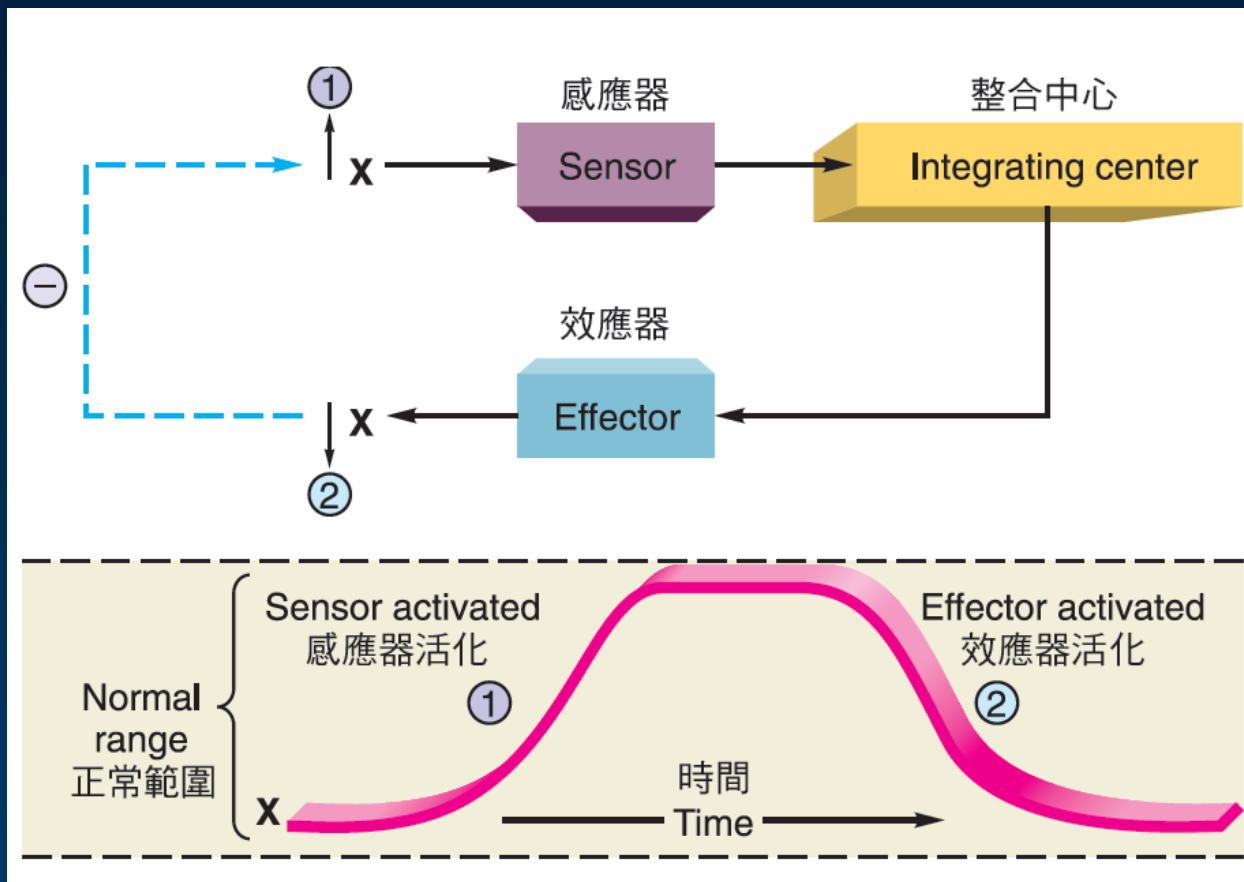 ①
感應器
整合中心
X
Sensor
Integrating center
−
效應器
X
Effector
②
Sensor activated
感應器活化
①
Effector activated
效應器活化
②
Normal
range
正常範圍
X
時間
Time